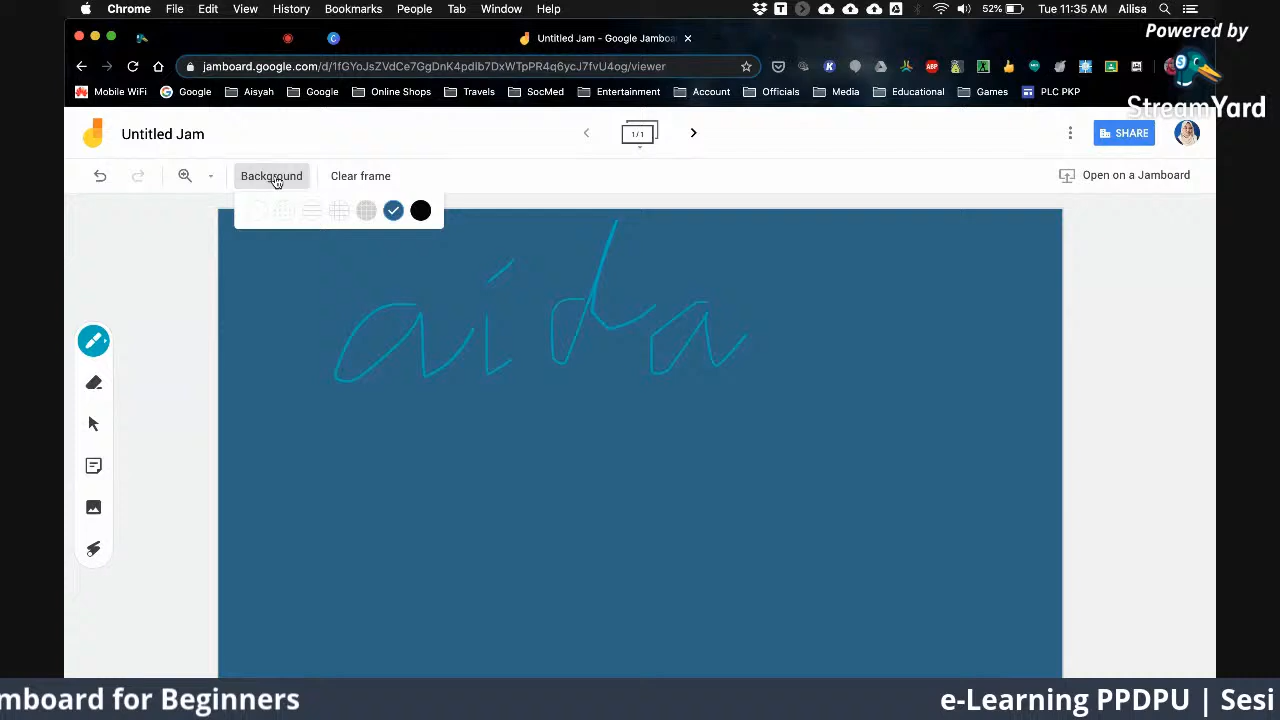 Chrome File Edit View History Bookmarks People Tab Window Help
52% Tue 11:35 AM Ailisa
Powered by
Untitled Jam - Google Jamboa
jamboard.google.com/d/1fGYoJsZVdCe7GgDnK4pdIb7DxWTpPR4q6ycJ7fvU4og/viewer
Mobile WiFi Google Aisyah Google Online Shops Travels SocMed Entertainment Account Officials Media Educational Games PLC PKP
StreamYard
Untitled Jam
1/1
SHARE
Background Clear frame
Open on a Jamboard
aida
mboard for Beginners
e-Learning PPDPU | Sesi